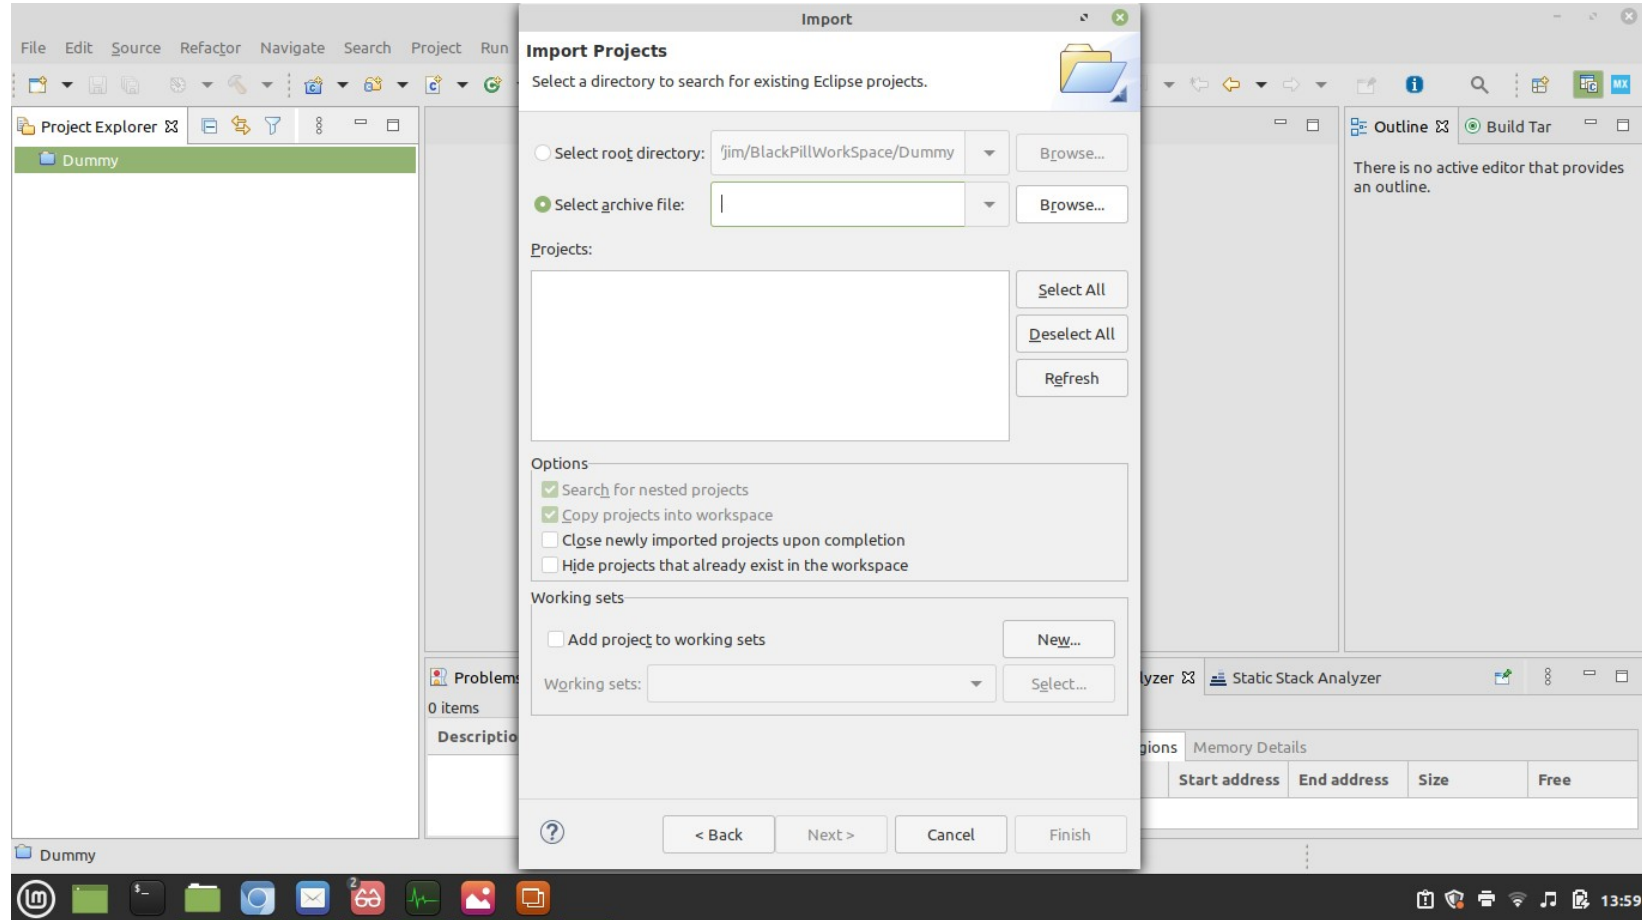 Import
File Edit Source Refactor Navigate Search Project Run
Import Projects
Select a directory to search for existing Eclipse projects.
Project Explorer
Outline
Build Tar
Dummy
There is no active editor that provides
an outline.
Select root directory: /jim/BlackPillWorkSpace/Dummy Browse...
Select archive file: Browse...
Projects:
Select All
Deselect All
Refresh
Options
Search for nested projects
Copy projects into workspace
Close newly imported projects upon completion
Hide projects that already exist in the workspace
Working sets
Add project to working sets New...
Working sets: Select...
Problems
lyzer
Static Stack Analyzer
0 items
Descriptio
gions Memory Details
Start address End address Size Free
< Back Next > Cancel Finish
Dummy
2
13:59